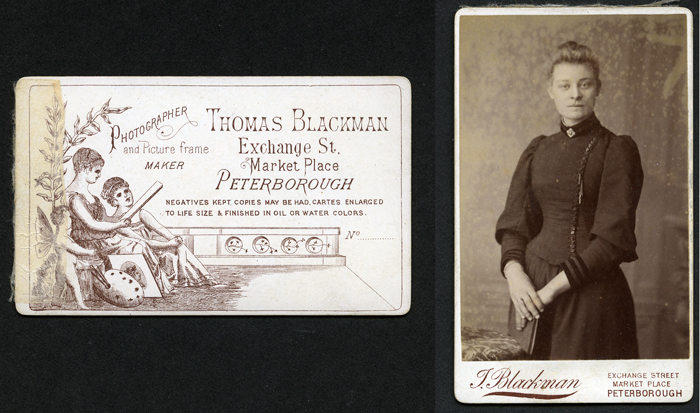 PHOTOGRAPHER
and Picture frame
MAKER
THOMAS BLACKMAN
Exchange St.
Market Place
PETERBOROUGH
NEGATIVES KEPT. COPIES MAY BE HAD. CARTES ENLARGED
TO LIFE SIZE & FINISHED IN OIL OR WATER COLORS.
No
T. Blackman
EXCHANGE STREET
MARKET PLACE
PETERBOROUGH